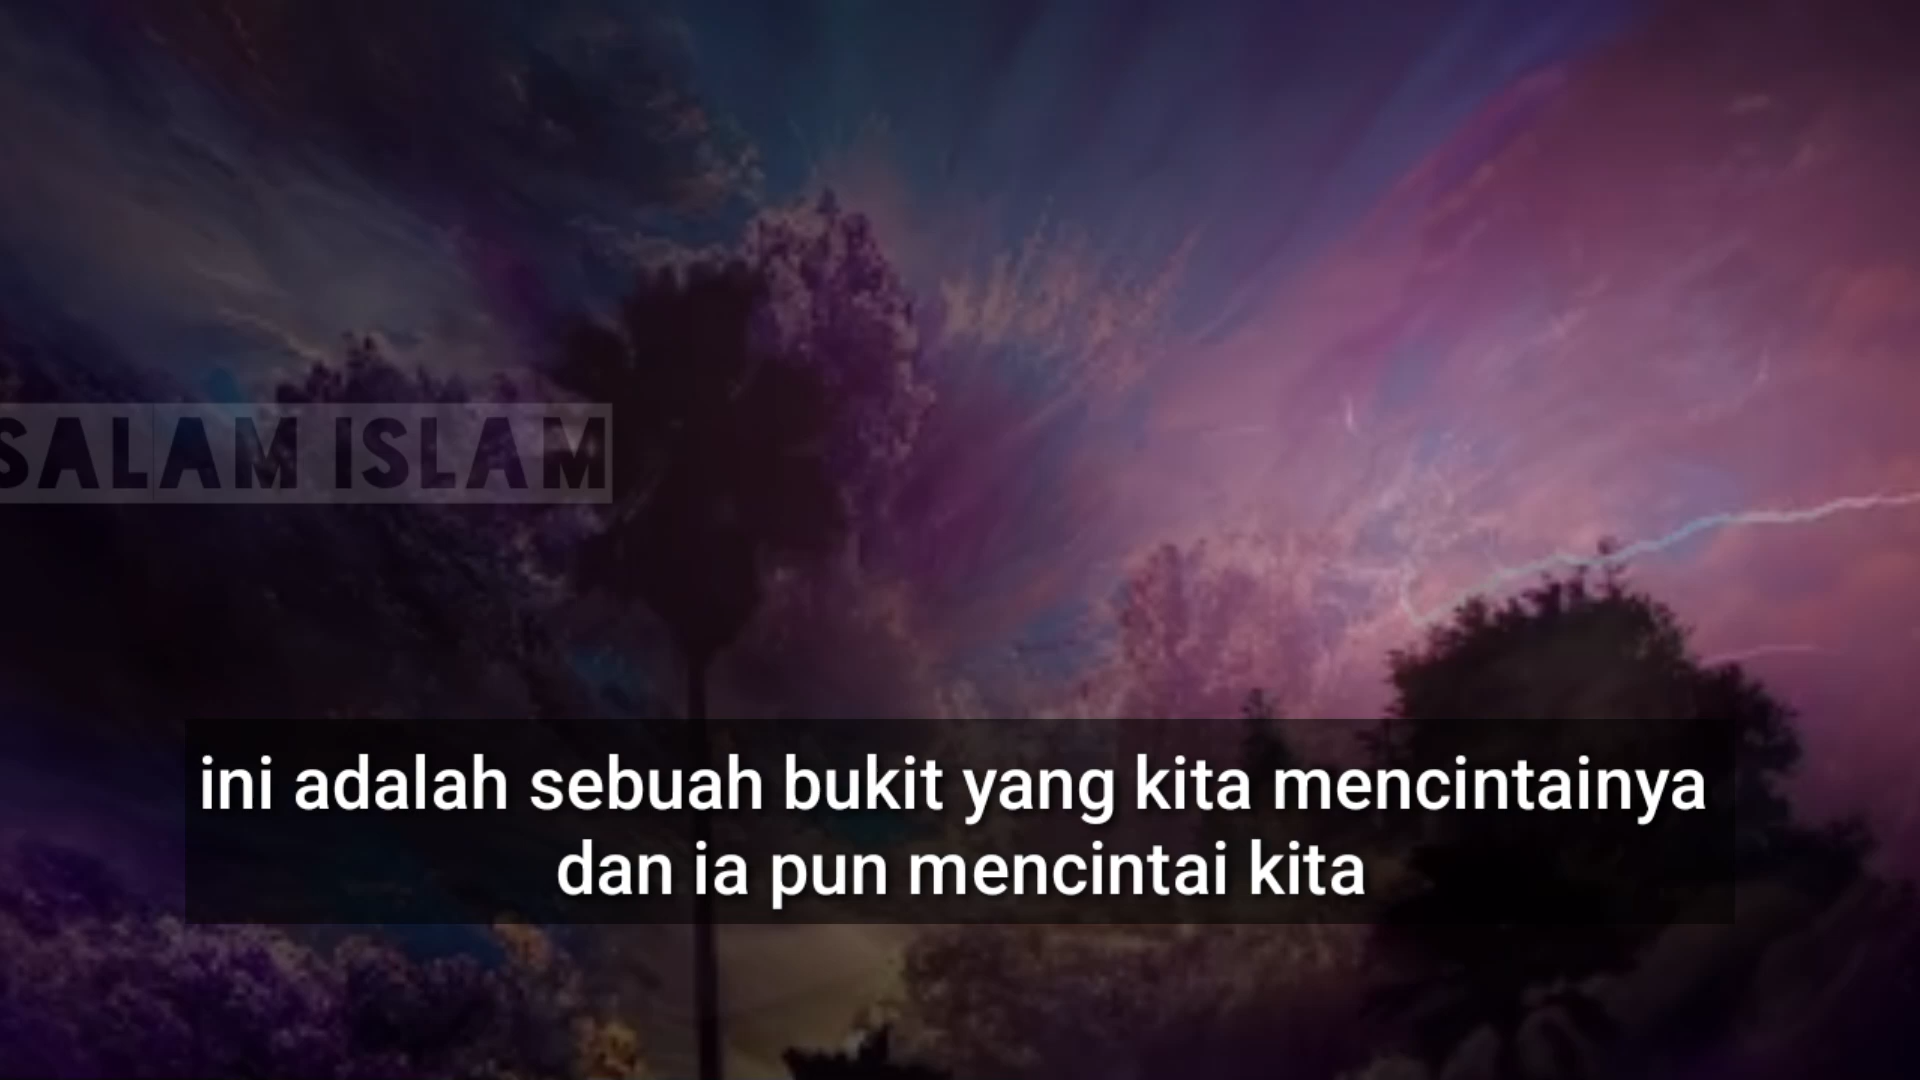 SALAM ISLAM
ini adalah sebuah bukit yang kita mencintainya
dan ia pun mencintai kita